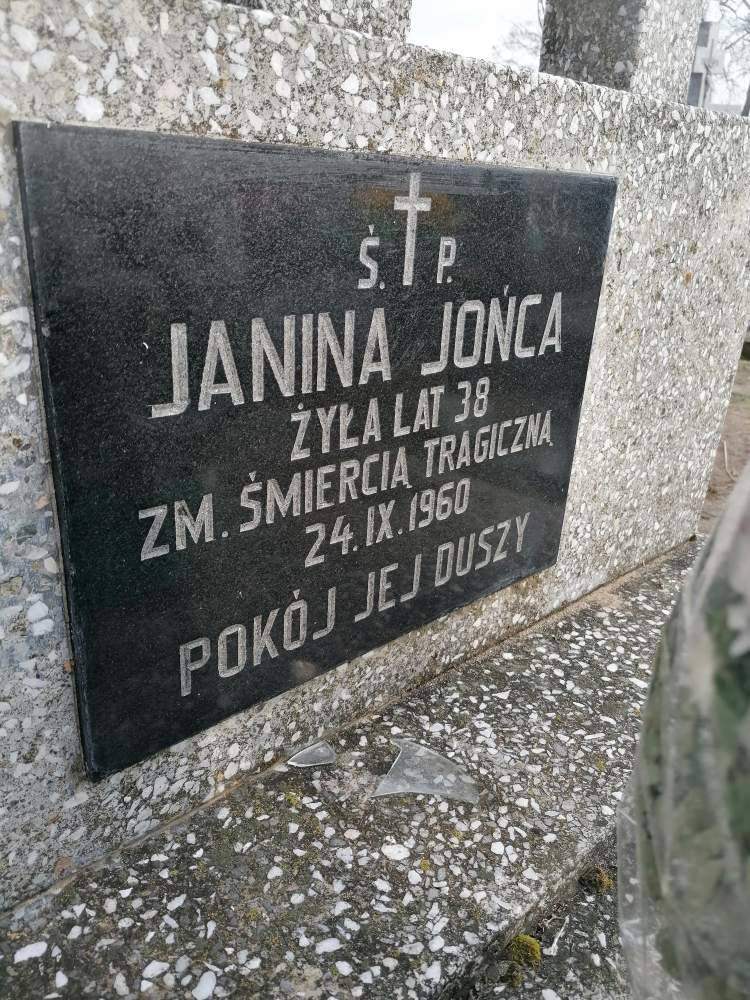 Ś. P.
JANINA JOŃCA
ŻYŁA LAT 38
ZM. ŚMIERCIĄ TRAGICZNĄ
24.IX.1960
POKÓJ JEJ DUSZY